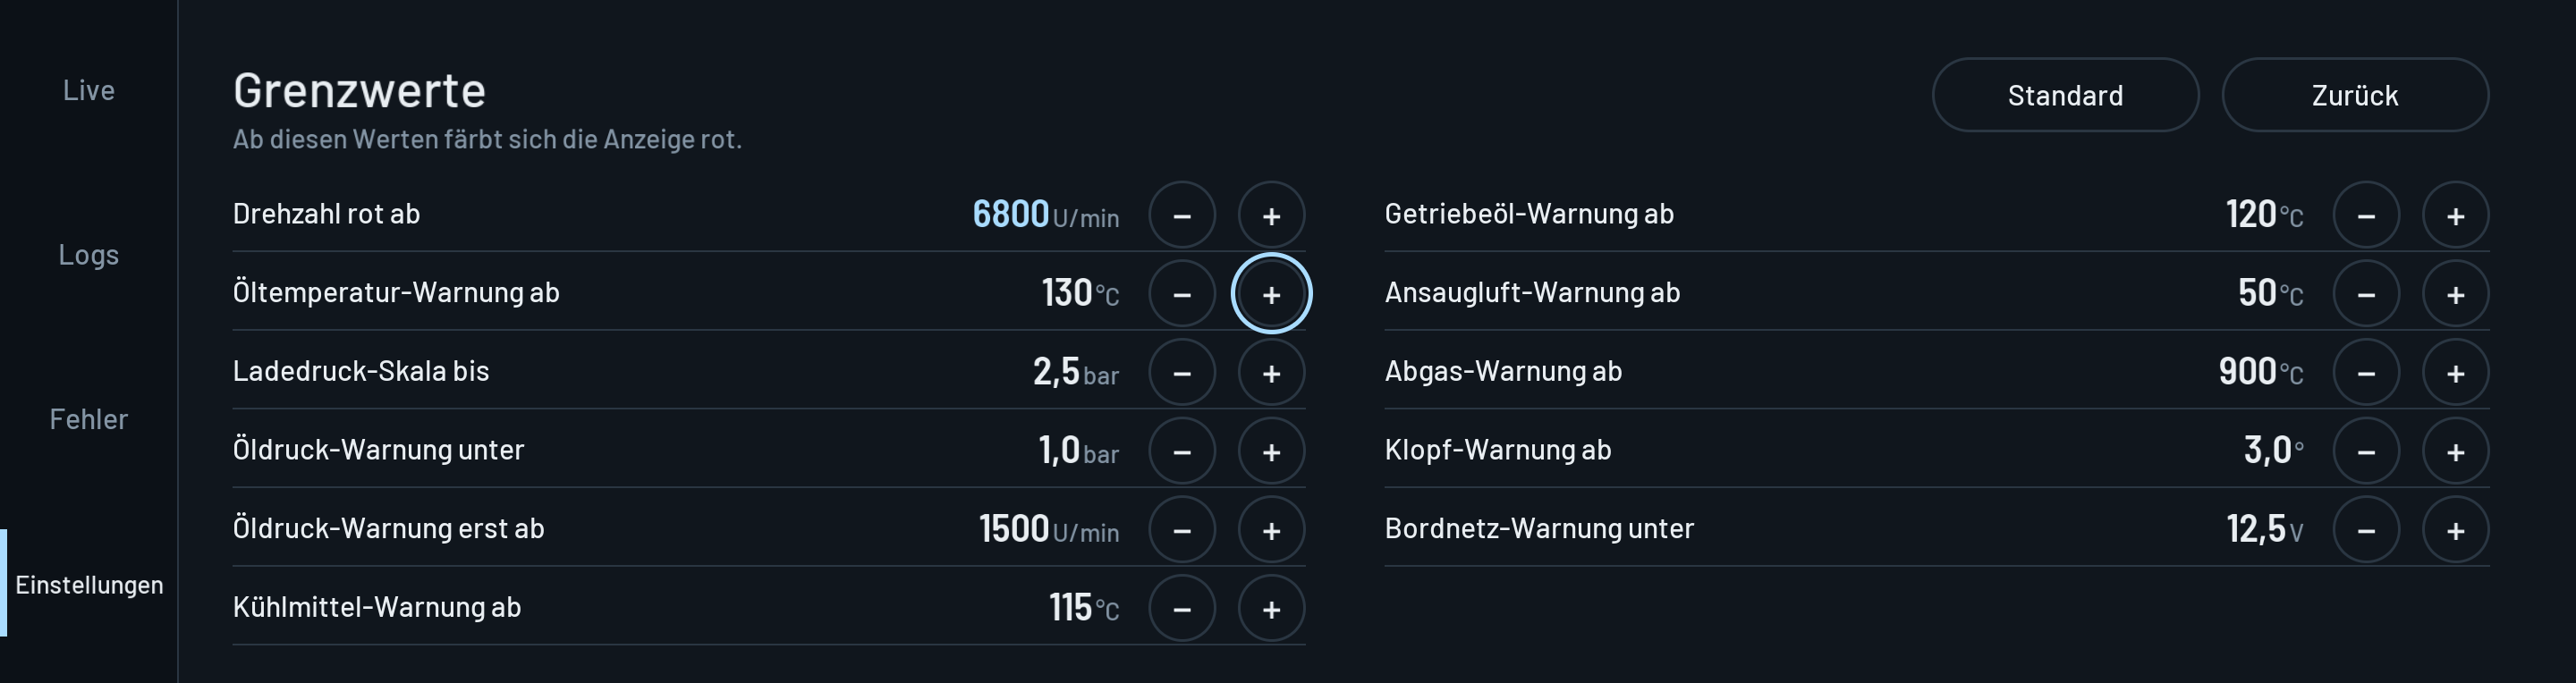 Live
Logs
Fehler
Einstellungen
Grenzwerte
Ab diesen Werten färbt sich die Anzeige rot.
Standard
Zurück
Drehzahl rot ab 6800 U/min − +
Öltemperatur-Warnung ab 130 °C − +
Ladedruck-Skala bis 2,5 bar − +
Öldruck-Warnung unter 1,0 bar − +
Öldruck-Warnung erst ab 1500 U/min − +
Kühlmittel-Warnung ab 115 °C − +
Getriebeöl-Warnung ab 120 °C − +
Ansaugluft-Warnung ab 50 °C − +
Abgas-Warnung ab 900 °C − +
Klopf-Warnung ab 3,0 ° − +
Bordnetz-Warnung unter 12,5 V − +